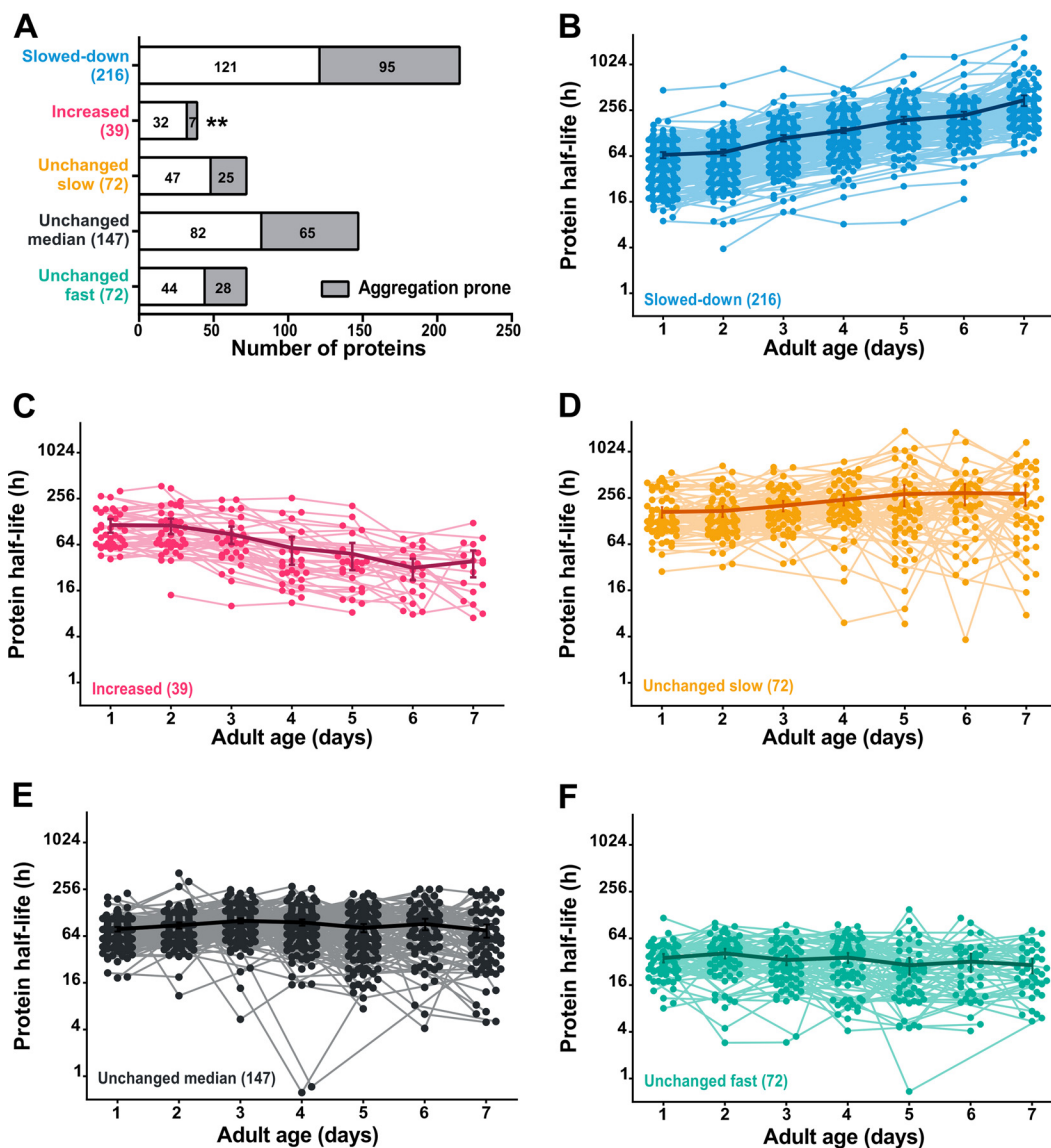 A
Slowed-down
(216)
121
95
Increased
(39)
32
7
**
Unchanged
slow (72)
47
25
Unchanged
median (147)
82
65
Unchanged
fast (72)
44
28
Aggregation prone
0
50
100
150
200
250
Number of proteins
B
Protein half-life (h)
1024
256
64
16
4
1
Slowed-down (216)
1 2 3 4 5 6 7
Adult age (days)
C
Protein half-life (h)
1024
256
64
16
4
1
Increased (39)
1 2 3 4 5 6 7
Adult age (days)
D
Protein half-life (h)
1024
256
64
16
4
1
Unchanged slow (72)
1 2 3 4 5 6 7
Adult age (days)
E
Protein half-life (h)
1024
256
64
16
4
1
Unchanged median (147)
1 2 3 4 5 6 7
Adult age (days)
F
Protein half-life (h)
1024
256
64
16
4
1
Unchanged fast (72)
1 2 3 4 5 6 7
Adult age (days)